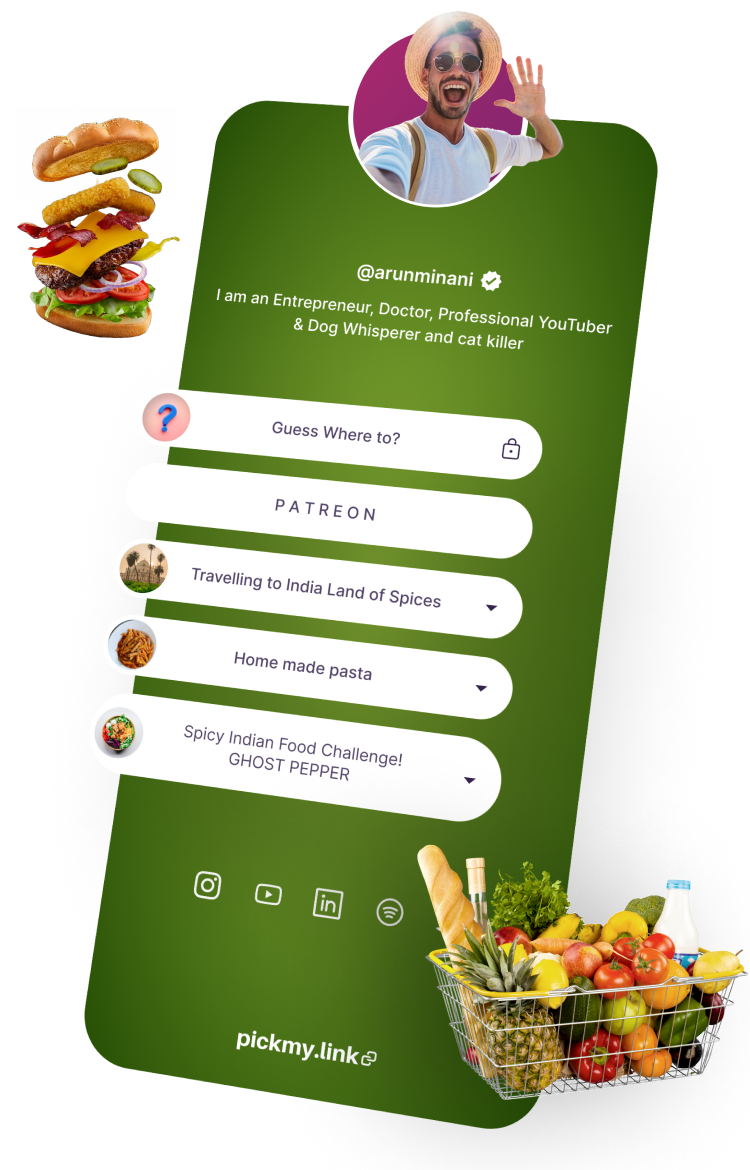 @arunminani
I am an Entrepreneur, Doctor, Professional YouTuber
& Dog Whisperer and cat killer
?
Guess Where to?
PATREON
Travelling to India Land of Spices
Home made pasta
Spicy Indian Food Challenge!
GHOST PEPPER
in
pickmy.link